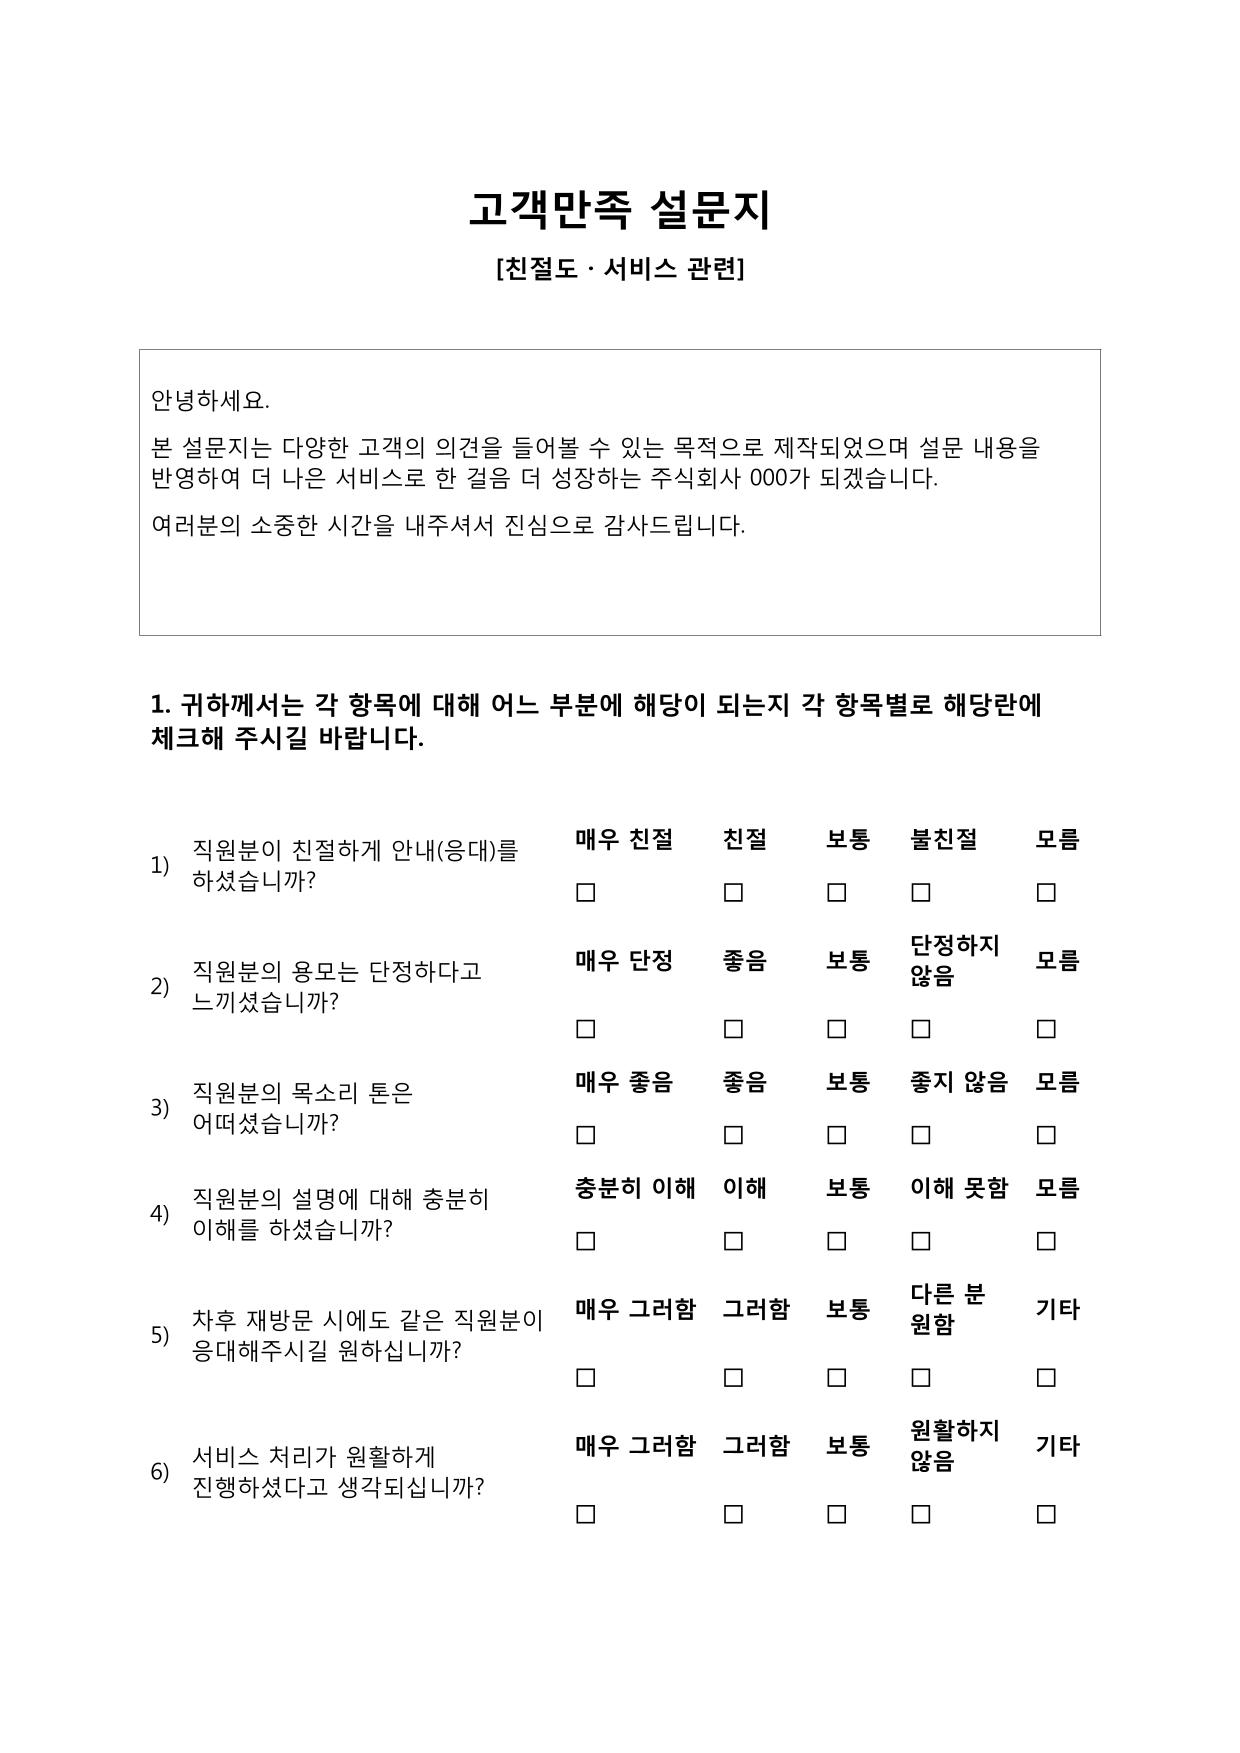 고객만족 설문지
[친절도 · 서비스 관련]
안녕하세요.
본 설문지는 다양한 고객의 의견을 들어볼 수 있는 목적으로 제작되었으며 설문 내용을
반영하여 더 나은 서비스로 한 걸음 더 성장하는 주식회사 000가 되겠습니다.
여러분의 소중한 시간을 내주셔서 진심으로 감사드립니다.
1. 귀하께서는 각 항목에 대해 어느 부분에 해당이 되는지 각 항목별로 해당란에
체크해 주시길 바랍니다.
1) 직원분이 친절하게 안내(응대)를
하셨습니까?
매우 친절 친절 보통 불친절 모름
☐ ☐ ☐ ☐ ☐
2) 직원분의 용모는 단정하다고
느끼셨습니까?
매우 단정 좋음 보통 단정하지 않음 모름
☐ ☐ ☐ ☐ ☐
3) 직원분의 목소리 톤은
어떠셨습니까?
매우 좋음 좋음 보통 좋지 않음 모름
☐ ☐ ☐ ☐ ☐
4) 직원분의 설명에 대해 충분히
이해를 하셨습니까?
충분히 이해 이해 보통 이해 못함 모름
☐ ☐ ☐ ☐ ☐
5) 차후 재방문 시에도 같은 직원분이
응대해주시길 원하십니까?
매우 그러함 그러함 보통 다른 분 원함 기타
☐ ☐ ☐ ☐ ☐
6) 서비스 처리가 원활하게
진행하셨다고 생각되십니까?
매우 그러함 그러함 보통 원활하지 않음 기타
☐ ☐ ☐ ☐ ☐